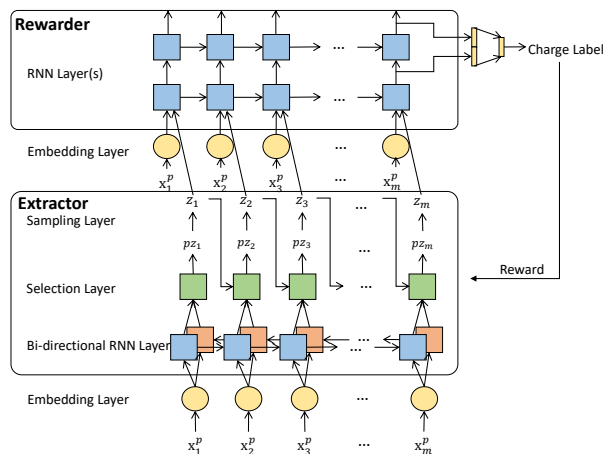 Rewarder
RNN Layer(s)
...
...
Charge Label
Embedding Layer
...
x_1^p x_2^p x_3^p ... x_m^p
Extractor
z_1 z_2 z_3 ... z_m
Sampling Layer
pz_1 pz_2 pz_3 ... pz_m
Reward
Selection Layer
...
Bi-directional RNN Layer
...
...
Embedding Layer
...
x_1^p x_2^p x_3^p ... x_m^p